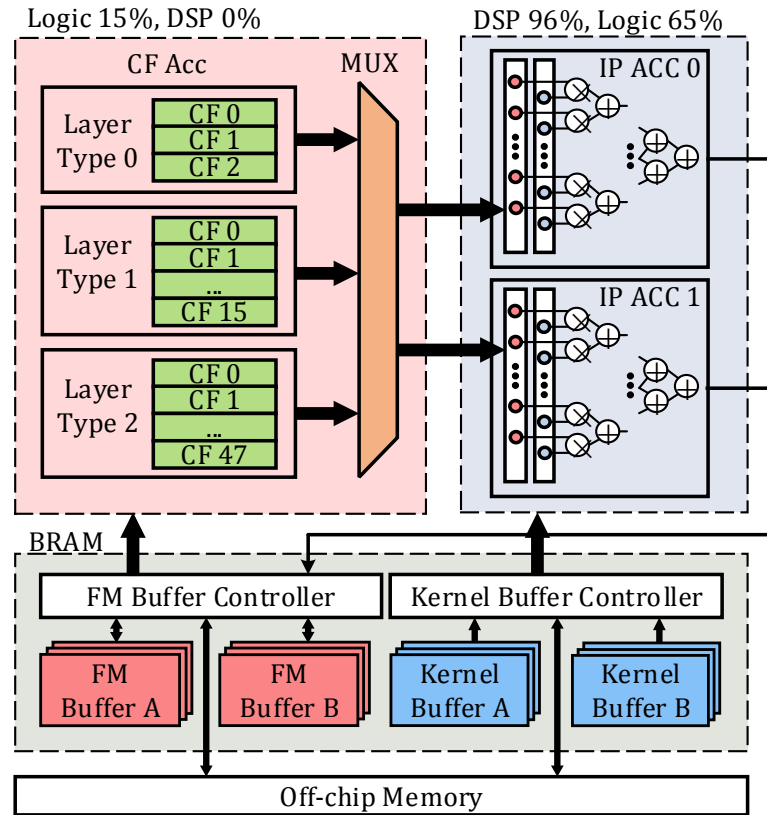 Logic 15%, DSP 0%
DSP 96%, Logic 65%
CF Acc
MUX
Layer
Type 0
CF 0
CF 1
CF 2
Layer
Type 1
CF 0
CF 1
...
CF 15
Layer
Type 2
CF 0
CF 1
...
CF 47
IP ACC 0
IP ACC 1
BRAM
FM Buffer Controller
Kernel Buffer Controller
FM
Buffer A
FM
Buffer B
Kernel
Buffer A
Kernel
Buffer B
Off-chip Memory